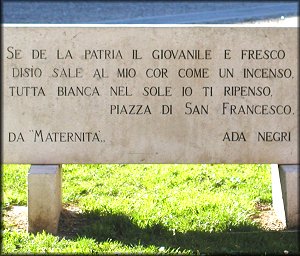 SE DE LA PATRIA IL GIOVANILE E FRESCO
DISIO SALE AL MIO COR COME UN INCENSO,
TUTTA BIANCA NEL SOLE IO TI RIPENSO,
PIAZZA DI SAN FRANCESCO.
DA "MATERNITÀ„ ADA NEGRI